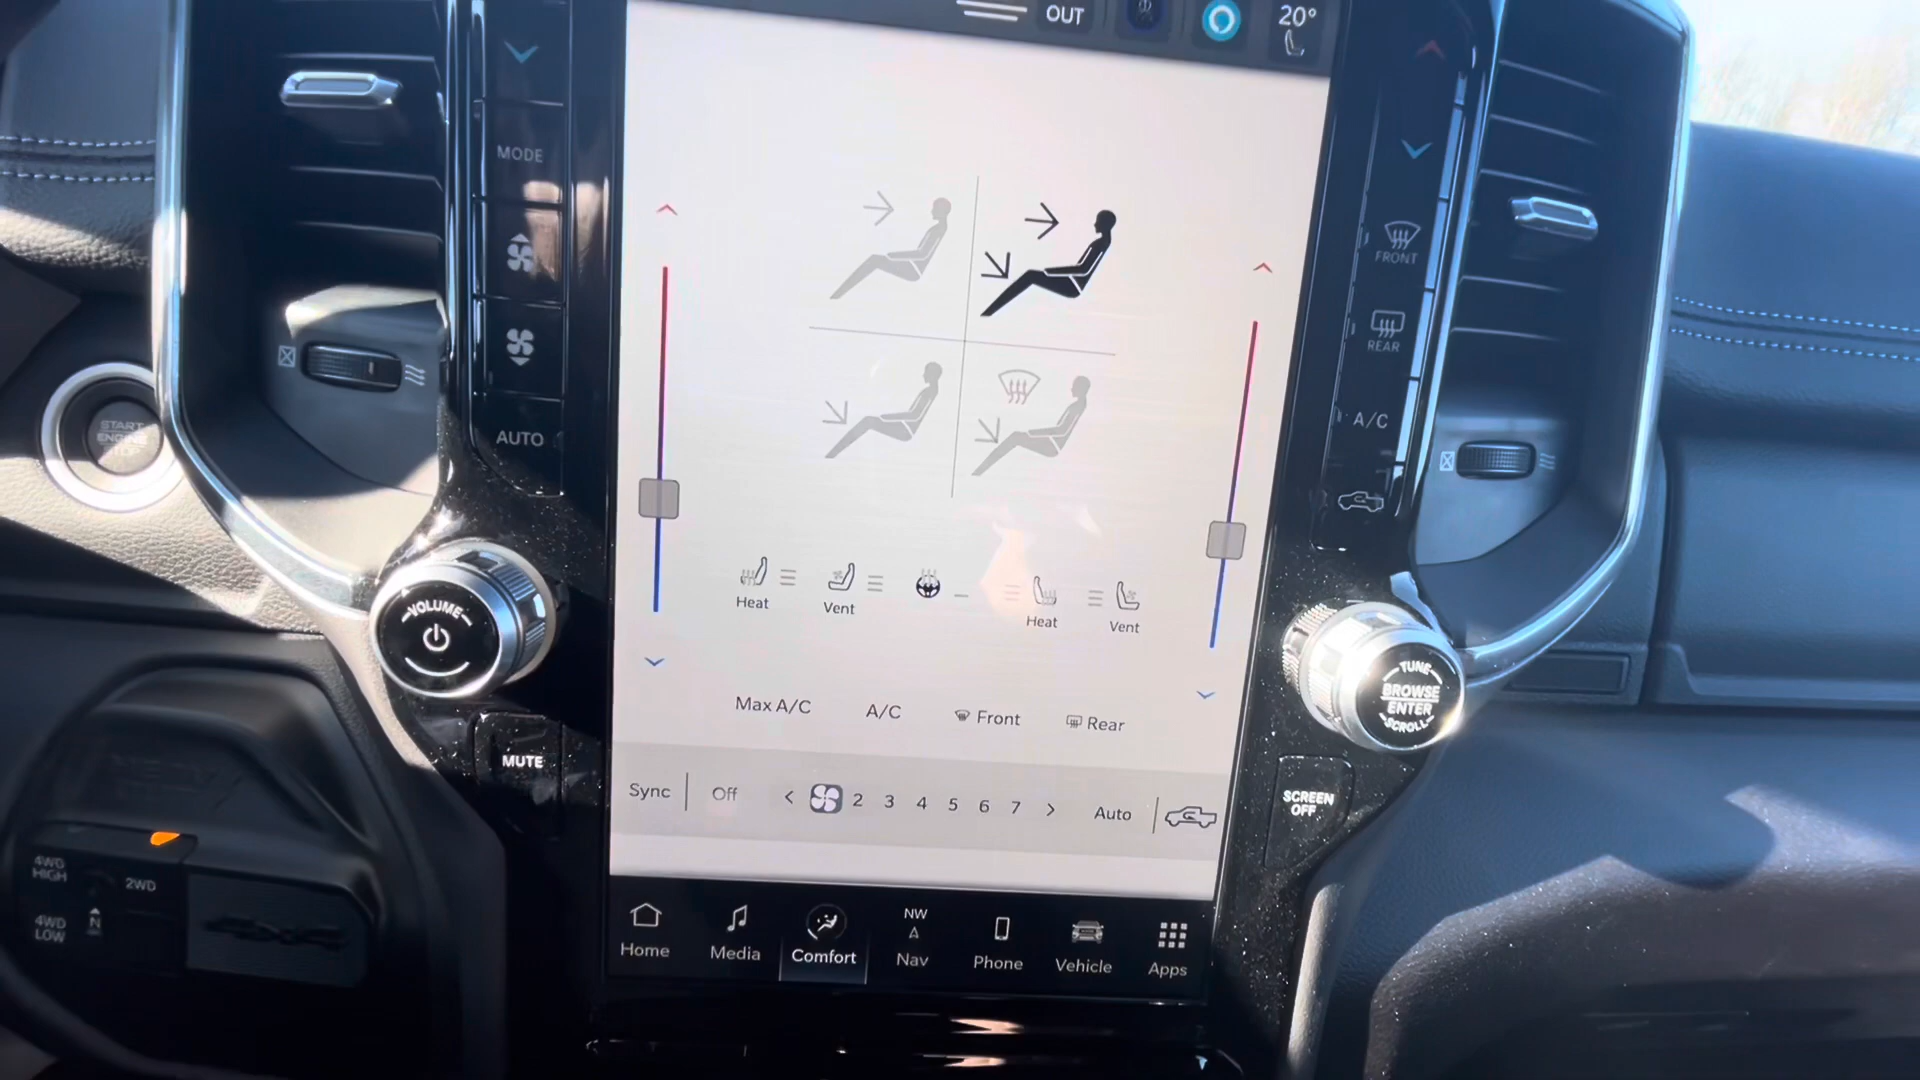 OUT
20°
MODE
FRONT
REAR
A/C
AUTO
START
ENGINE
Heat
Vent
Heat
Vent
VOLUME
TUNE
BROWSE
ENTER
SCROLL
Max A/C
A/C
Front
Rear
MUTE
SCREEN
OFF
Sync
Off
2
3
4
5
6
7
Auto
4WD
HIGH
2WD
4WD
LOW
N
Home
Media
Comfort
NW
Nav
Phone
Vehicle
Apps